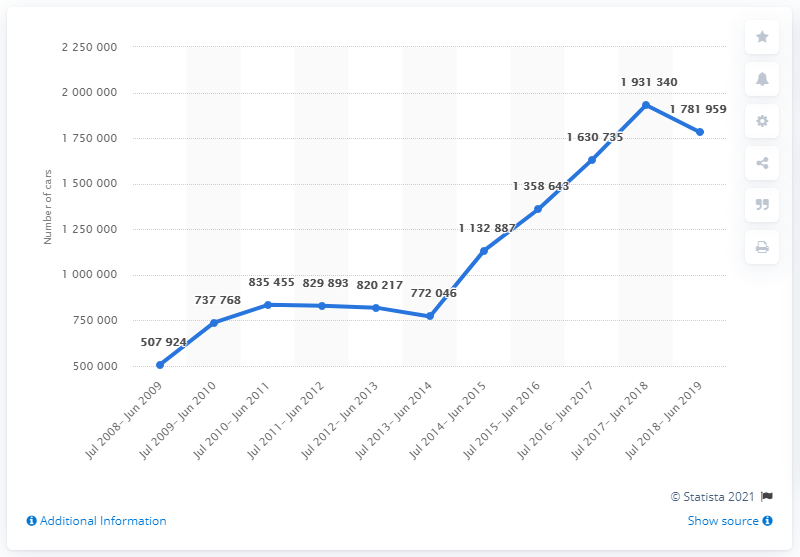 2 250 000
2 000 000
1 750 000
1 500 000
1 250 000
1 000 000
750 000
500 000
Number of cars
507 924
737 768
835 455
829 893
820 217
772 046
1 132 887
1 358 643
1 630 735
1 931 340
1 781 959
Jul 2008– Jun 2009
Jul 2009– Jun 2010
Jul 2010– Jun 2011
Jul 2011– Jun 2012
Jul 2012– Jun 2013
Jul 2013– Jun 2014
Jul 2014– Jun 2015
Jul 2015– Jun 2016
Jul 2016– Jun 2017
Jul 2017– Jun 2018
Jul 2018– Jun 2019
© Statista 2021
Additional Information
Show source